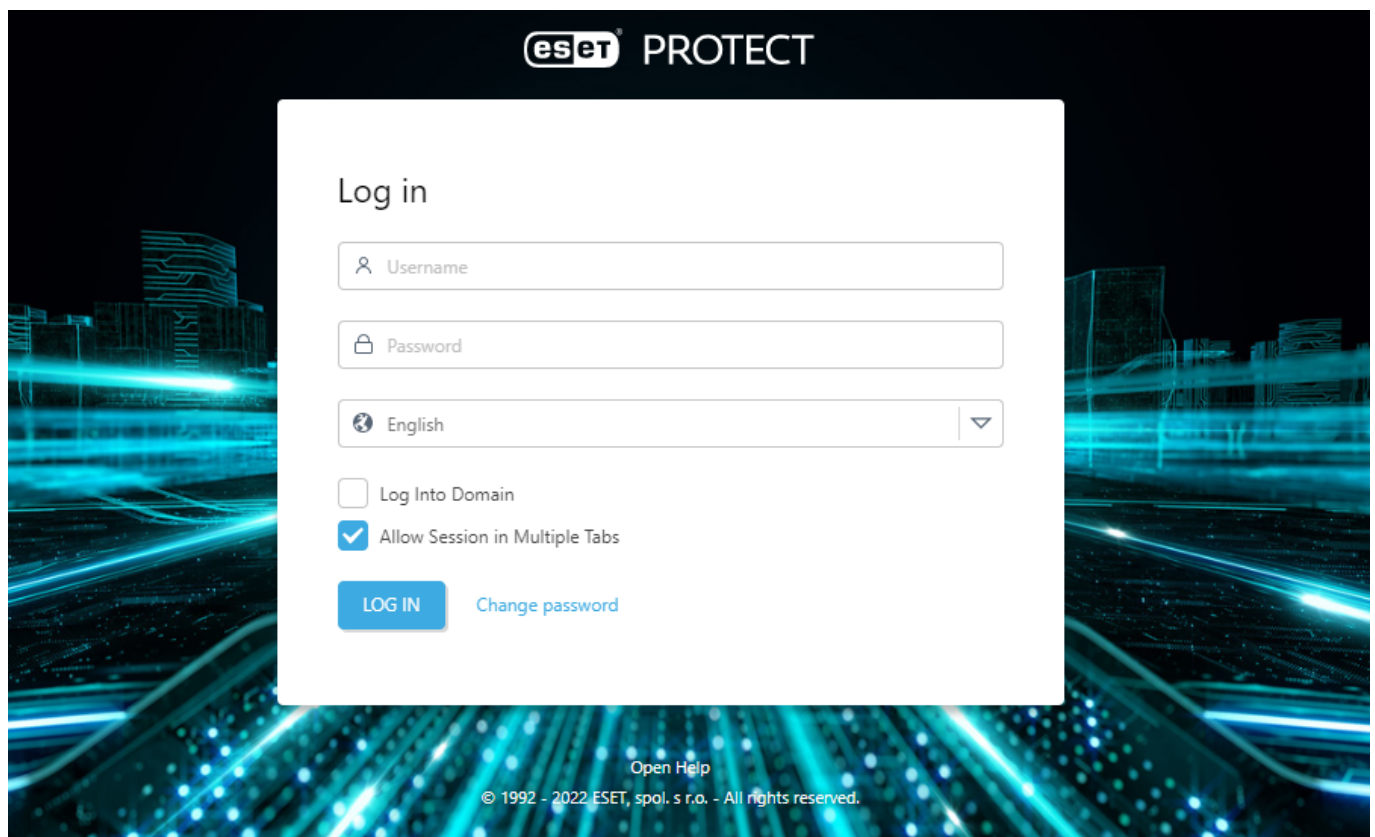 eset® PROTECT
Log in
Username
Password
English
Log Into Domain
Allow Session in Multiple Tabs
LOG IN Change password
Open Help
© 1992 - 2022 ESET, spol. s r.o. - All rights reserved.